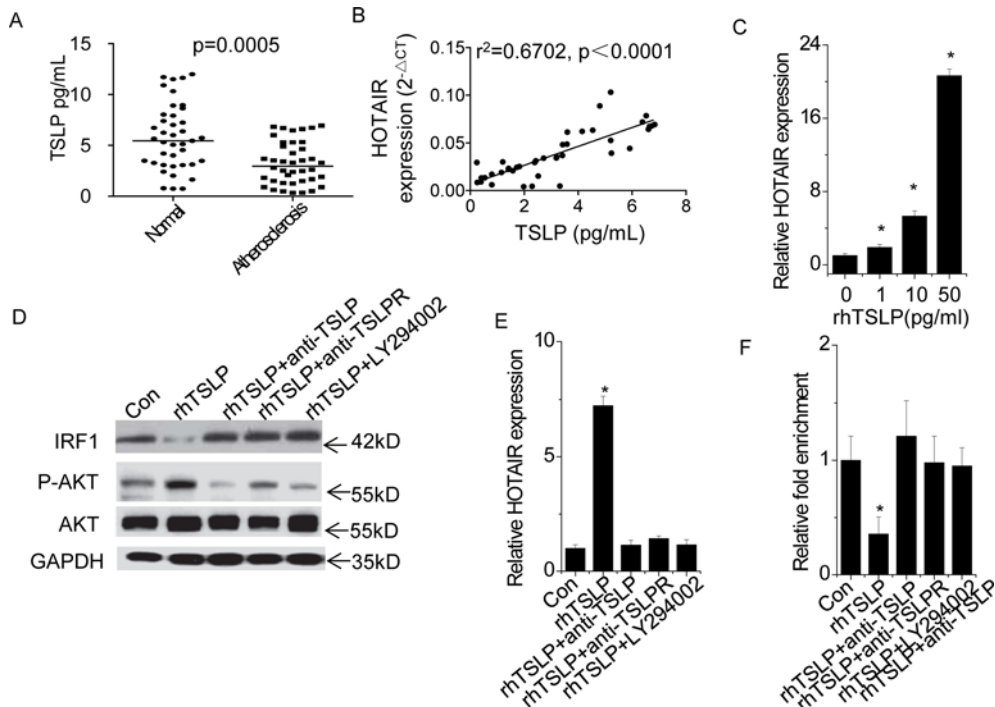 A
p=0.0005
TSLP pg/mL
15
10
5
0
Normal
Atherosclerosis
B
r²=0.6702, p＜0.0001
HOTAIR
expression (2^-△CT)
0.15
0.10
0.05
0.00
0 2 4 6 8
TSLP (pg/mL)
C
Relative HOTAIR expression
24
16
8
0
* * *
0 1 10 50
rhTSLP(pg/ml)
D
Con
rhTSLP
rhTSLP+anti-TSLP
rhTSLP+anti-TSLPR
rhTSLP+LY294002
IRF1 ←42kD
P-AKT ←55kD
AKT ←55kD
GAPDH ←35kD
E
Relative HOTAIR expression
10
5
0
*
Con
rhTSLP
rhTSLP+anti-TSLP
rhTSLP+anti-TSLPR
rhTSLP+LY294002
F
Relative fold enrichment
2
1
0
*
Con
rhTSLP
rhTSLP+anti-TSLP
rhTSLP+anti-TSLPR
rhTSLP+LY294002
rhTSLP+anti-TSLP